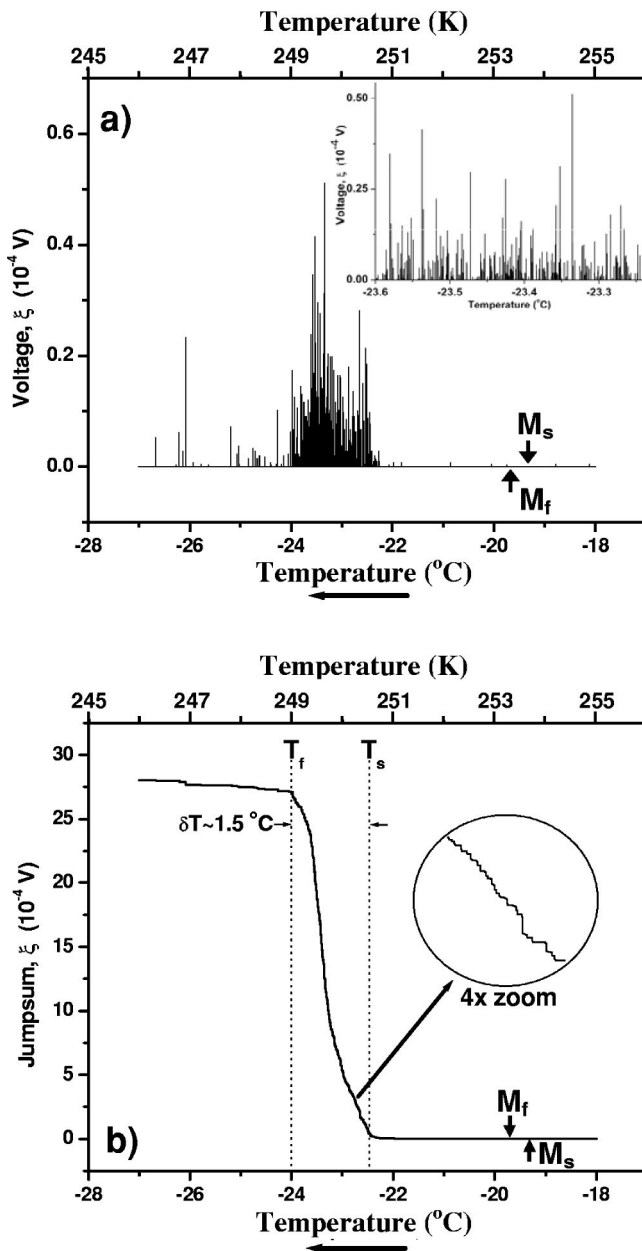 Temperature (K)
245 247 249 251 253 255
a)
Voltage, ξ (10⁻⁴ V)
0.6
0.4
0.2
0.0
Voltage, ξ (10⁻⁴ V)
0.50
0.25
0.00
-23.6 -23.5 -23.4 -23.3
Temperature (°C)
Mₛ
M_f
-28 -26 -24 -22 -20 -18
Temperature (°C)
Temperature (K)
245 247 249 251 253 255
Jumpsum, ξ (10⁻⁴ V)
30
25
20
15
10
5
0
T_f Tₛ
δT~1.5 °C
4x zoom
M_f
Mₛ
b)
-28 -26 -24 -22 -20 -18
Temperature (°C)